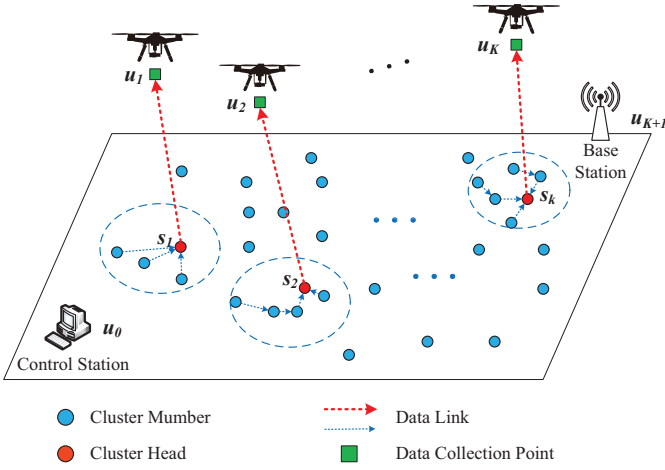 u1
u2
uK
uK+1
Base
Station
s1
s2
sk
u0
Control Station
Cluster Mumber
Data Link
Cluster Head
Data Collection Point